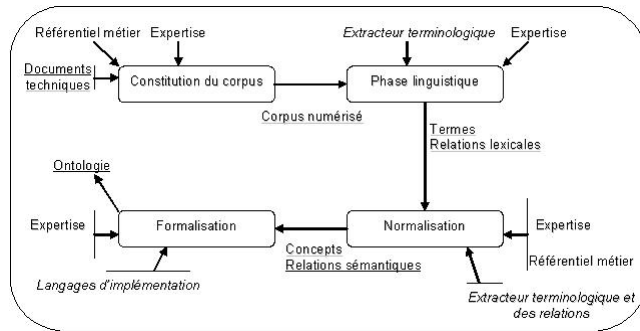 Référentiel métier Expertise
Extracteur terminologique Expertise
Documents
techniques
Constitution du corpus
Phase linguistique
Corpus numérisé
Termes
Relations lexicales
Ontologie
Expertise
Formalisation
Normalisation
Expertise
Référentiel métier
Concepts
Relations sémantiques
Langages d'implémentation
Extracteur terminologique et
des relations